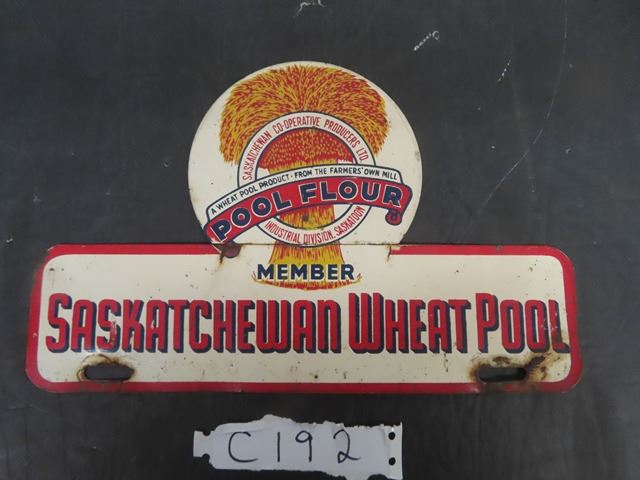 SASKATCHEWAN CO-OPERATIVE PRODUCERS LTD.
A WHEAT POOL PRODUCT · FROM THE FARMERS' OWN MILL
POOL FLOUR
INDUSTRIAL DIVISION, SASKATOON
MEMBER
SASKATCHEWAN WHEAT POOL
C192